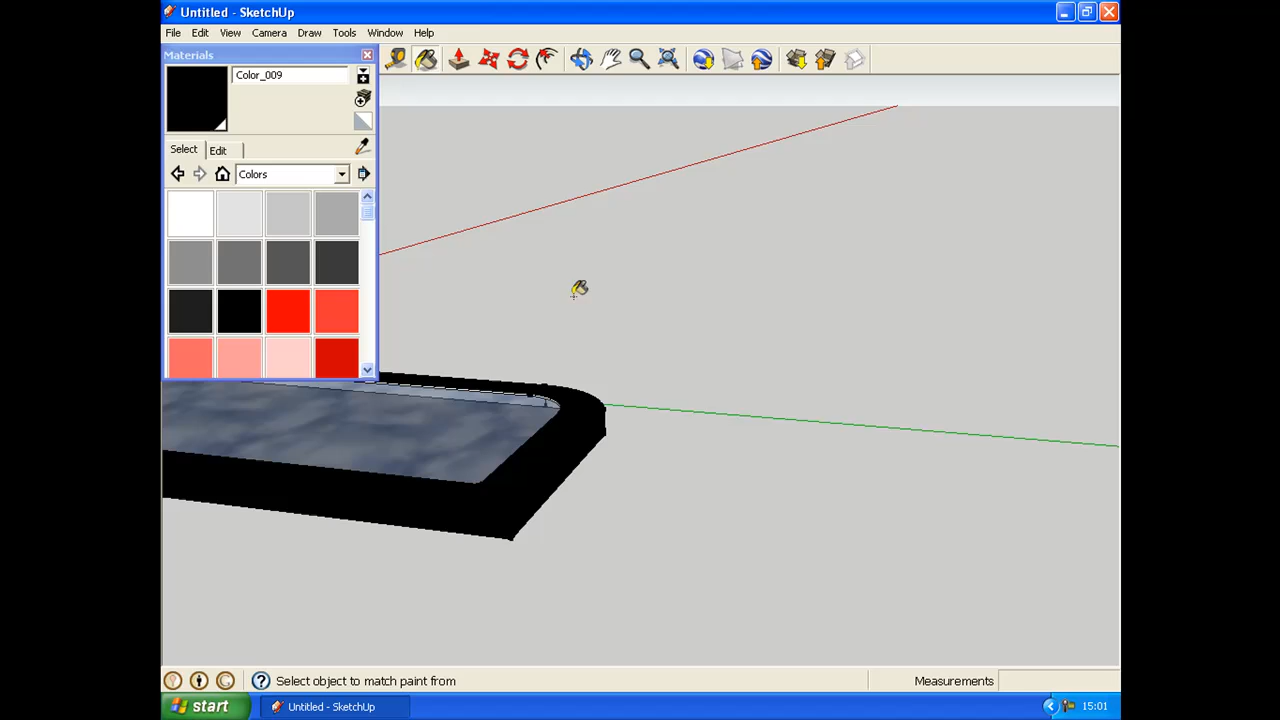 Untitled - SketchUp
File Edit View Camera Draw Tools Window Help
Materials
Color_009
Select Edit
Colors
Select object to match paint from
Measurements
start
Untitled - SketchUp
15:01